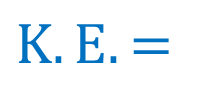 K. E. =